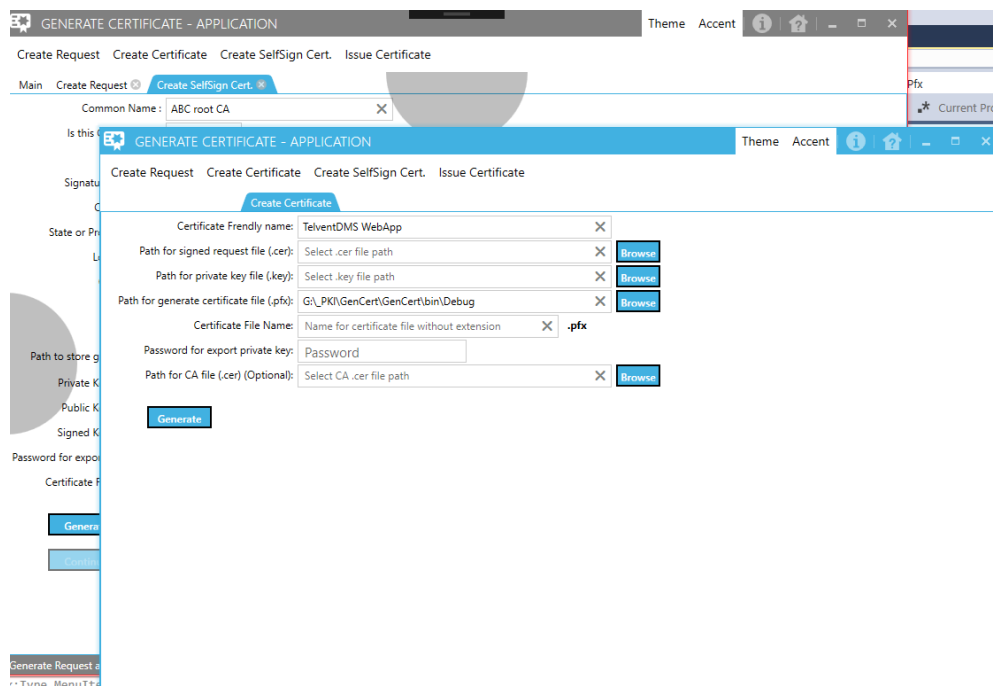 GENERATE CERTIFICATE - APPLICATION
Theme Accent
Create Request Create Certificate Create SelfSign Cert. Issue Certificate
Main Create Request Create SelfSign Cert.
Pfx
Common Name : ABC root CA
Current Pro
Is this
GENERATE CERTIFICATE - APPLICATION
Theme Accent
Create Request Create Certificate Create SelfSign Cert. Issue Certificate
Signatu
Create Certificate
State or Pr
Certificate Frendly name: TelventDMS WebApp
Path for signed request file (.cer): Select .cer file path Browse
Path for private key file (.key): Select .key file path Browse
Path for generate certificate file (.pfx): G:\_PKI\GenCert\GenCert\bin\Debug Browse
Certificate File Name: Name for certificate file without extension .pfx
Password for export private key: Password
Path for CA file (.cer) (Optional): Select CA .cer file path Browse
Generate
Path to store g
Private K
Public K
Signed K
Password for expo
Certificate F
Genera
Contin
Generate Request a
:Type MenuIte